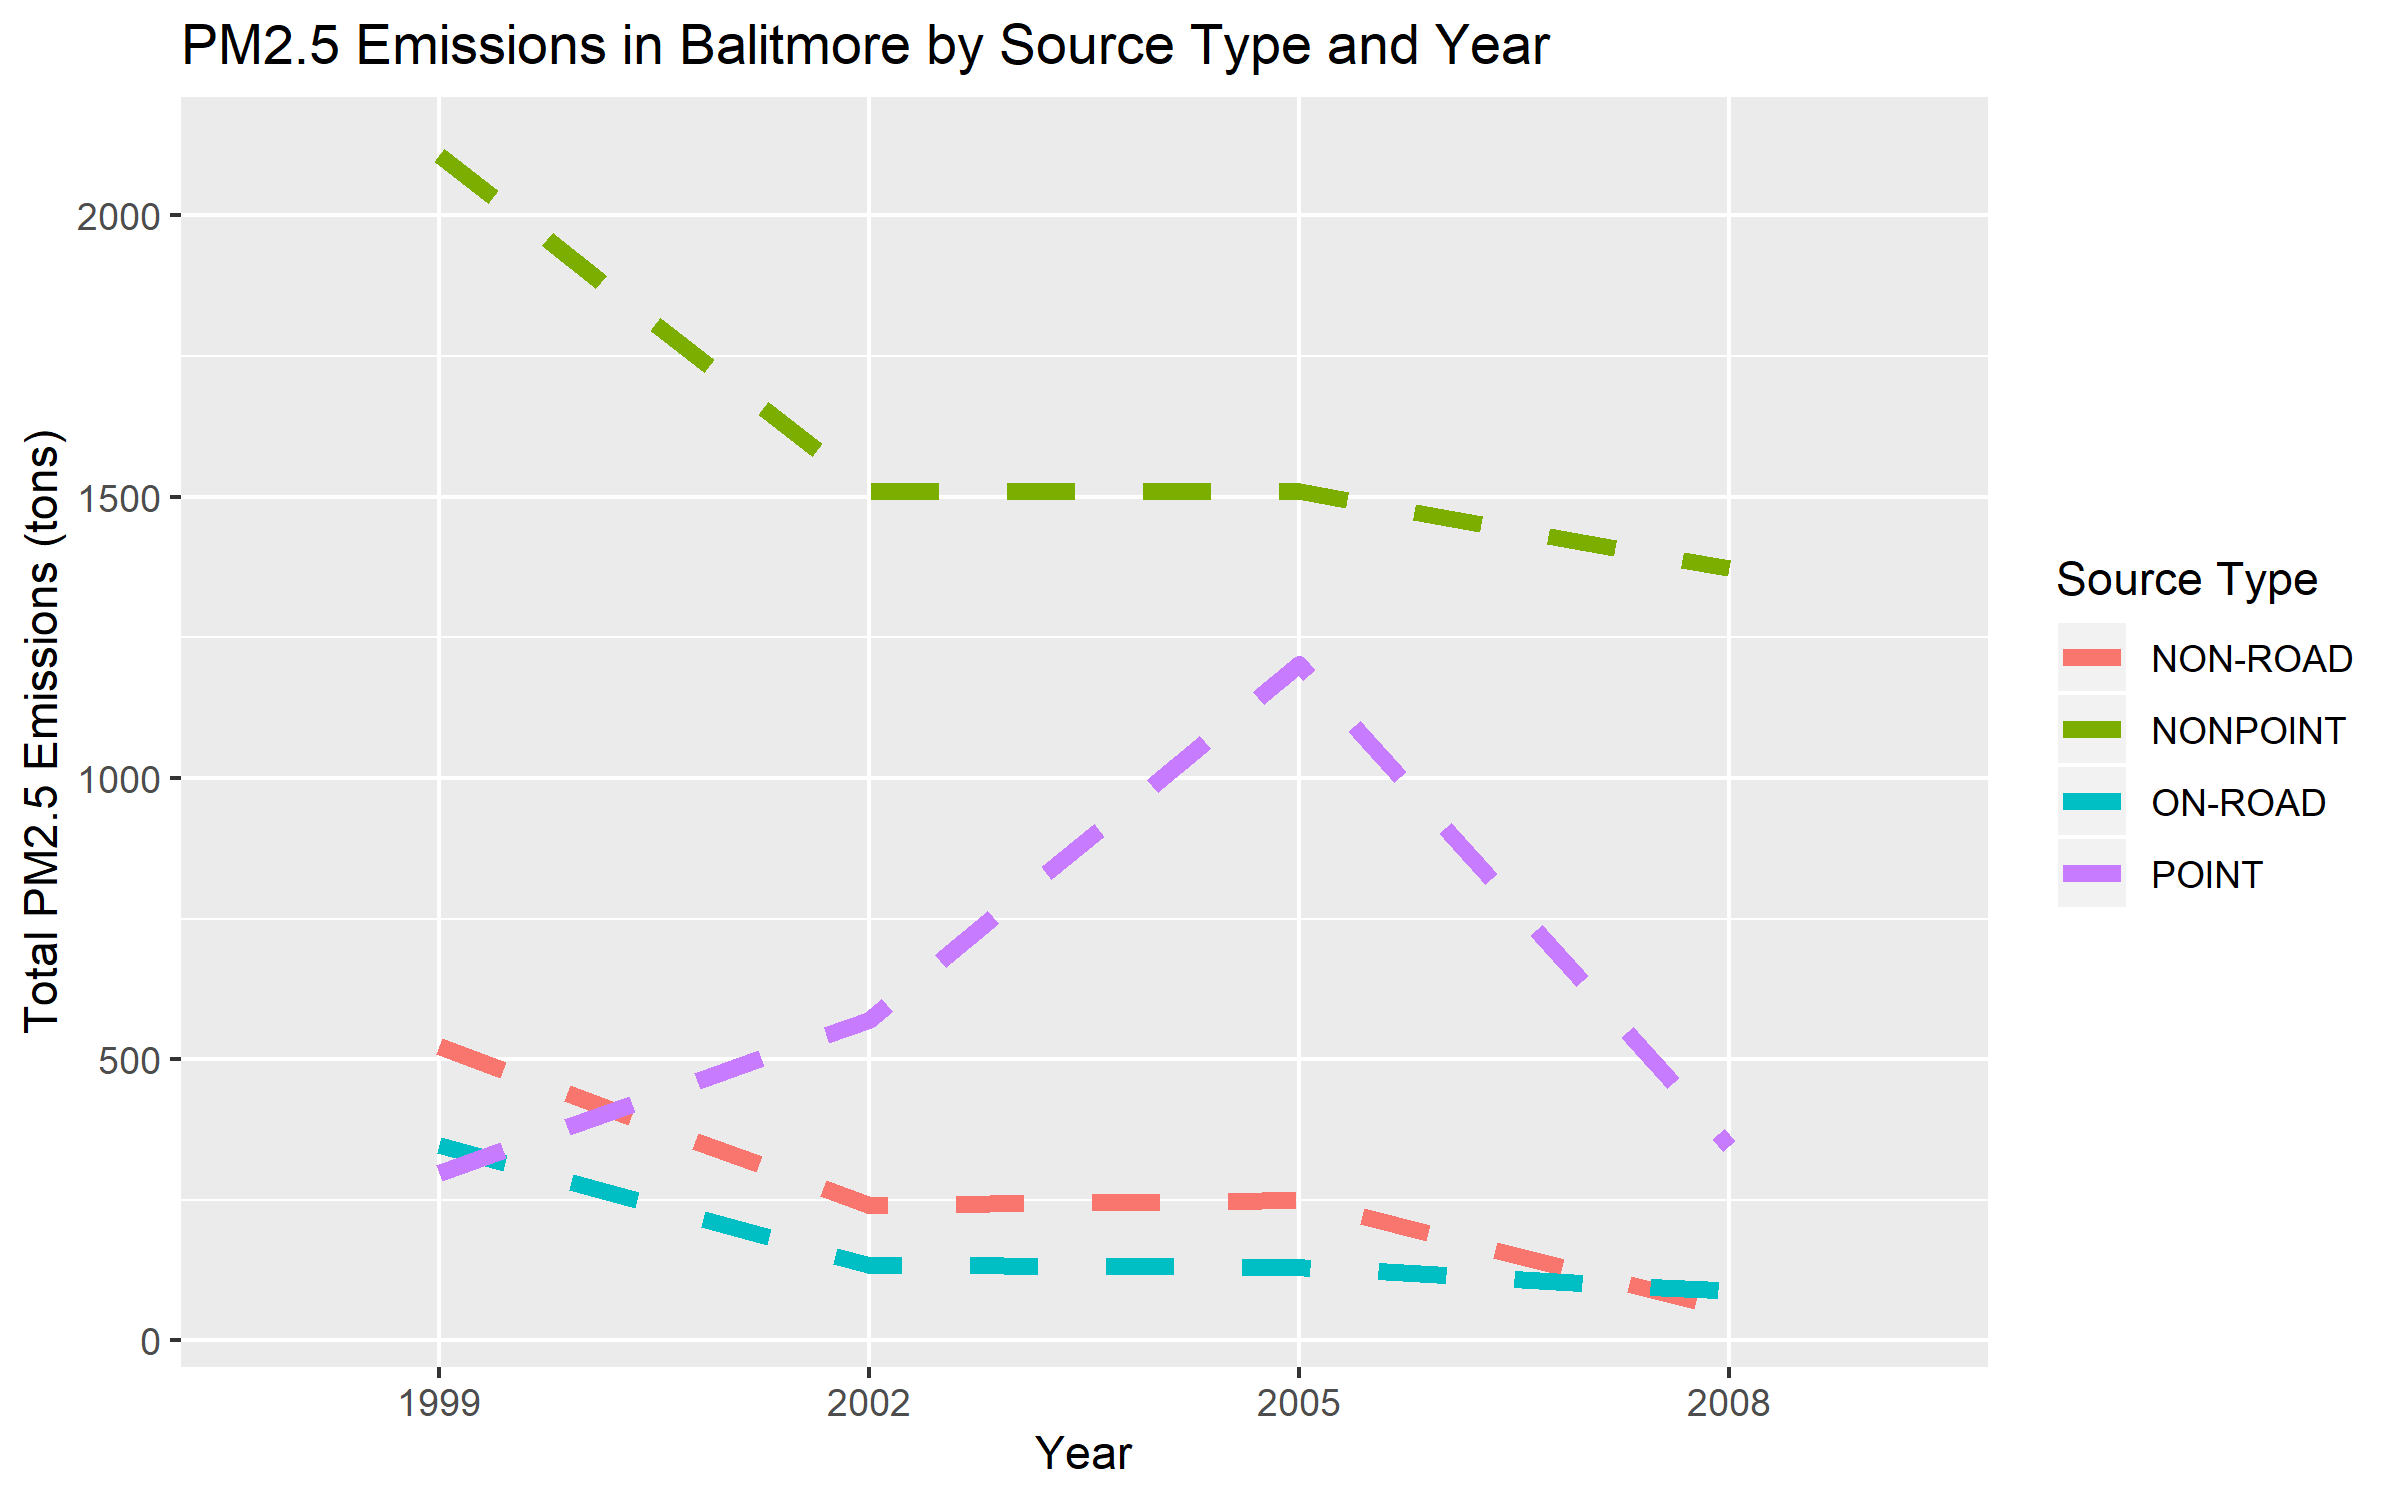 PM2.5 Emissions in Balitmore by Source Type and Year
Total PM2.5 Emissions (tons)
2000
1500
1000
500
0
1999
2002
2005
2008
Year
Source Type
NON-ROAD
NONPOINT
ON-ROAD
POINT